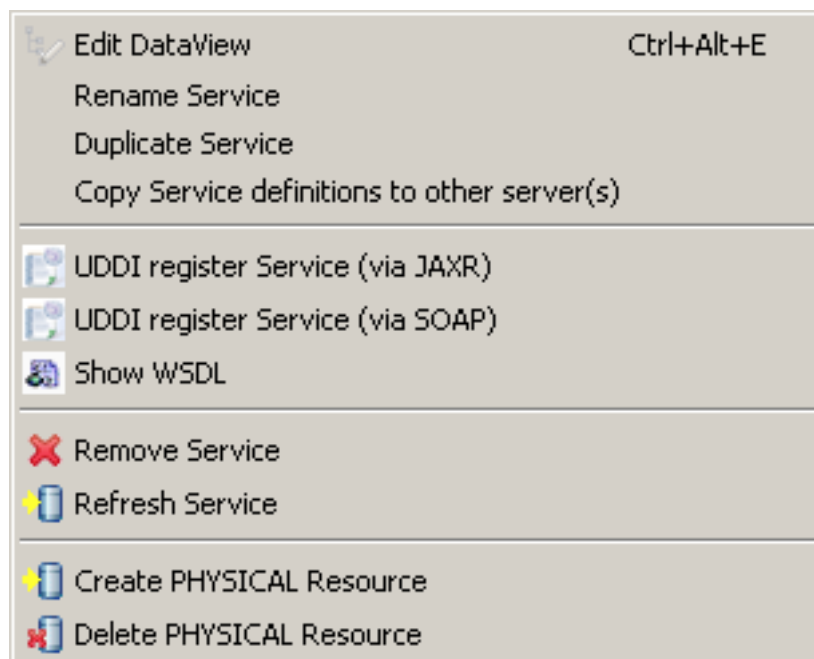 Edit DataView Ctrl+Alt+E
Rename Service
Duplicate Service
Copy Service definitions to other server(s)
UDDI register Service (via JAXR)
UDDI register Service (via SOAP)
Show WSDL
Remove Service
Refresh Service
Create PHYSICAL Resource
Delete PHYSICAL Resource